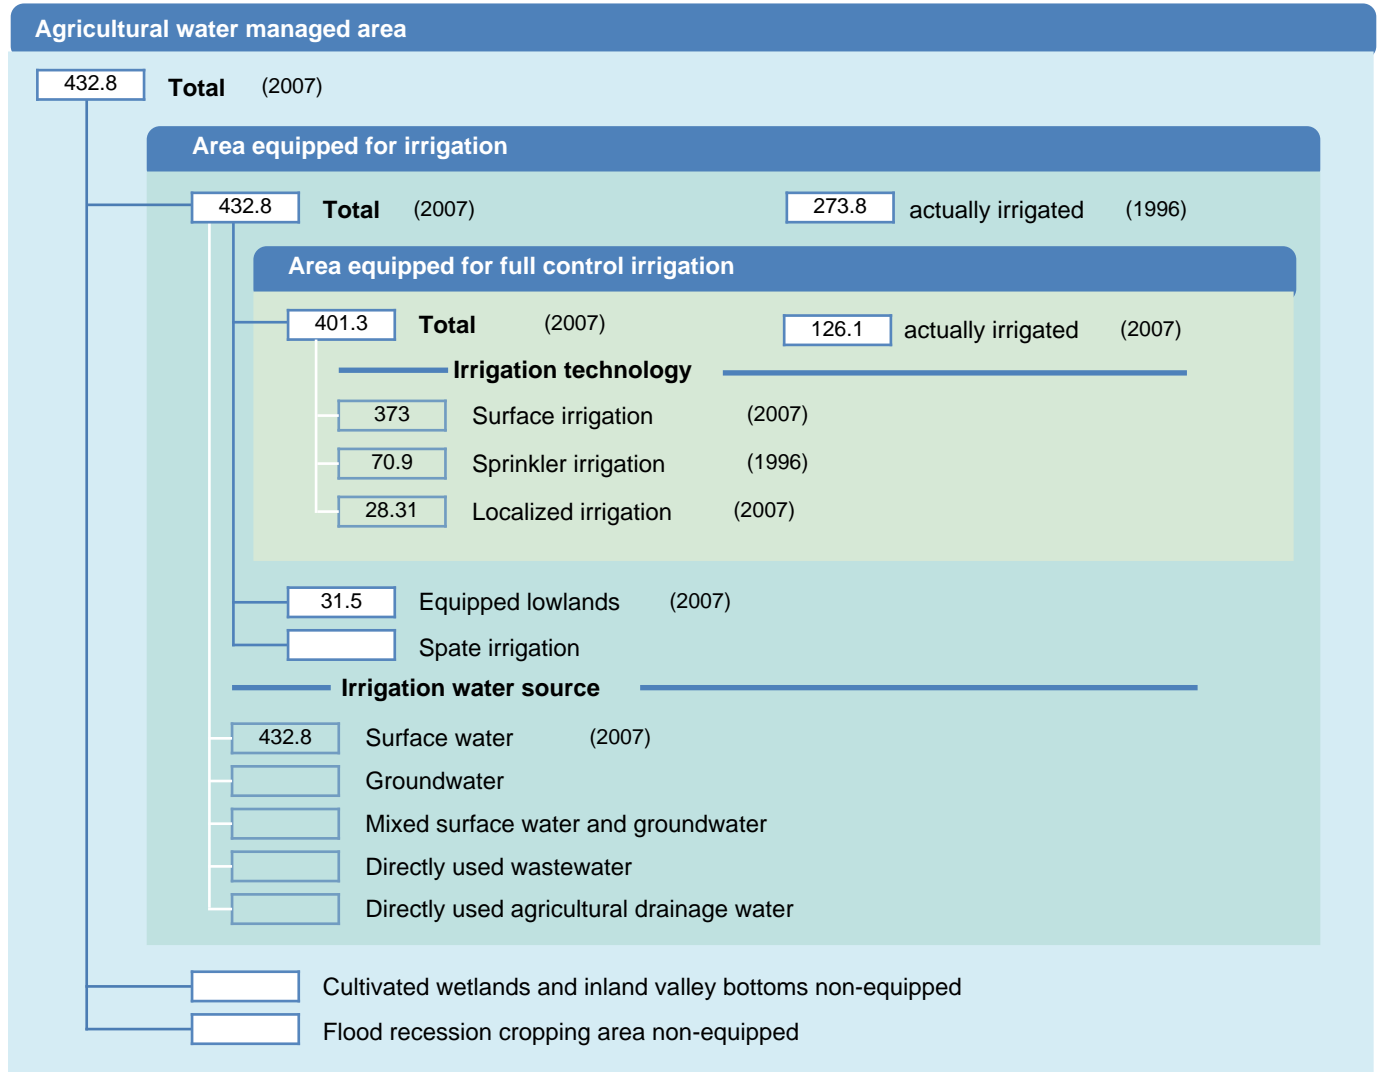 Agricultural water managed area
432.8 Total (2007)
Area equipped for irrigation
432.8 Total (2007) 273.8 actually irrigated (1996)
Area equipped for full control irrigation
401.3 Total (2007) 126.1 actually irrigated (2007)
Irrigation technology
373 Surface irrigation (2007)
70.9 Sprinkler irrigation (1996)
28.31 Localized irrigation (2007)
31.5 Equipped lowlands (2007)
Spate irrigation
Irrigation water source
432.8 Surface water (2007)
Groundwater
Mixed surface water and groundwater
Directly used wastewater
Directly used agricultural drainage water
Cultivated wetlands and inland valley bottoms non-equipped
Flood recession cropping area non-equipped